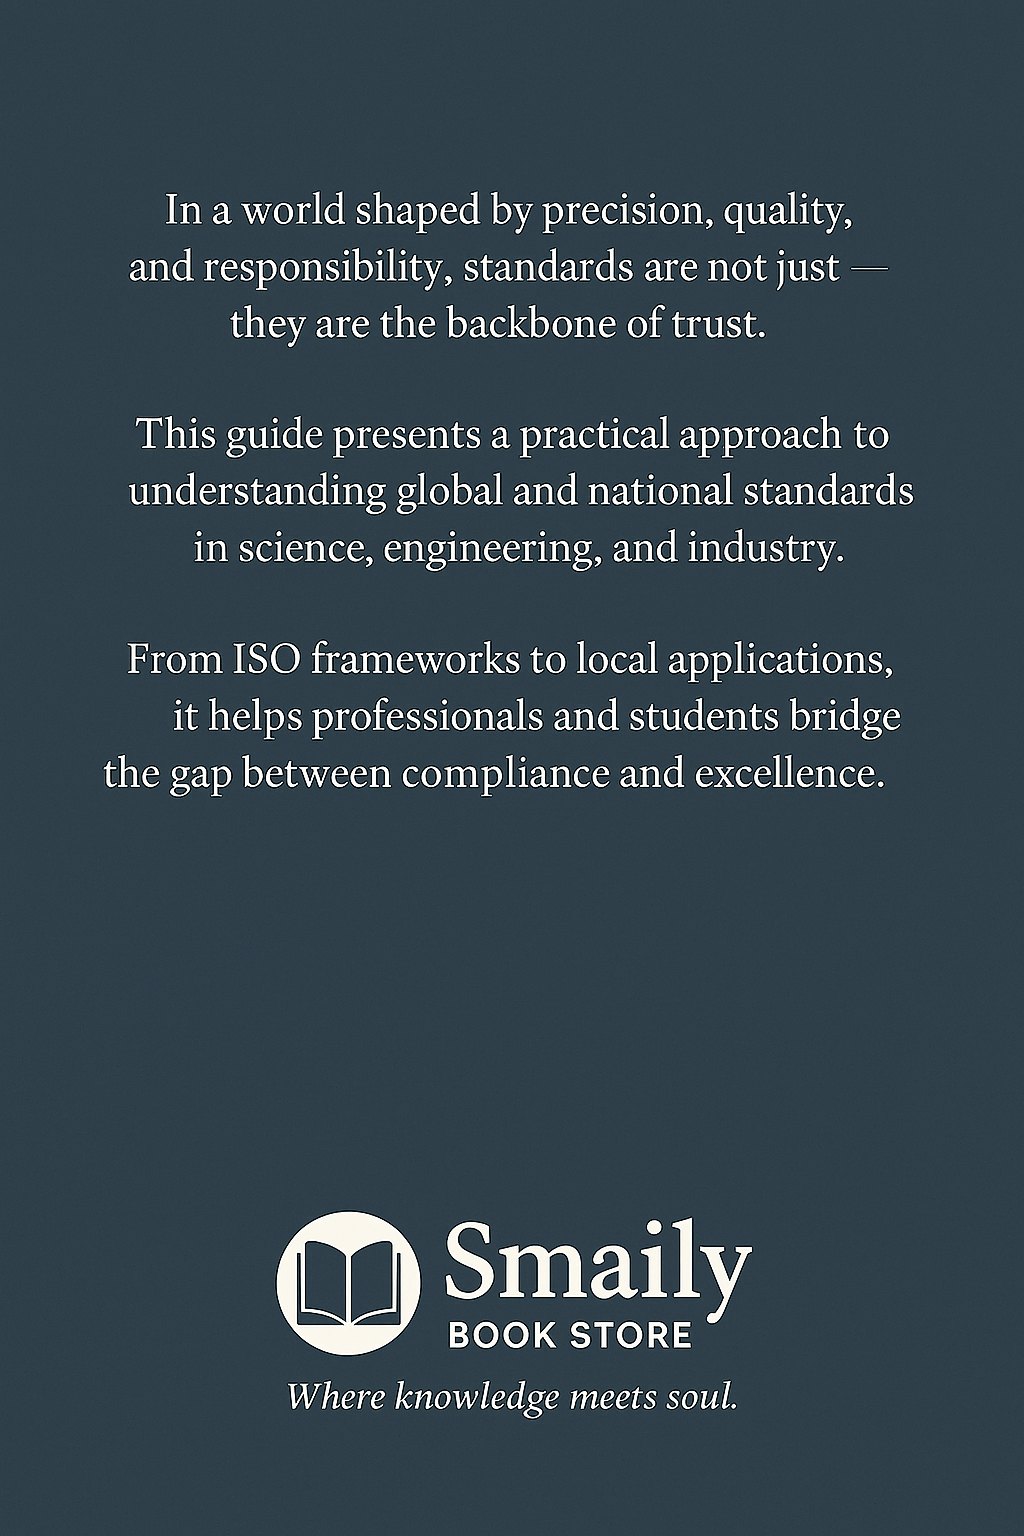 In a world shaped by precision, quality,
and responsibility, standards are not just —
they are the backbone of trust.
This guide presents a practical approach to
understanding global and national standards
in science, engineering, and industry.
From ISO frameworks to local applications,
it helps professionals and students bridge
the gap between compliance and excellence.
Smaily
BOOK STORE
Where knowledge meets soul.